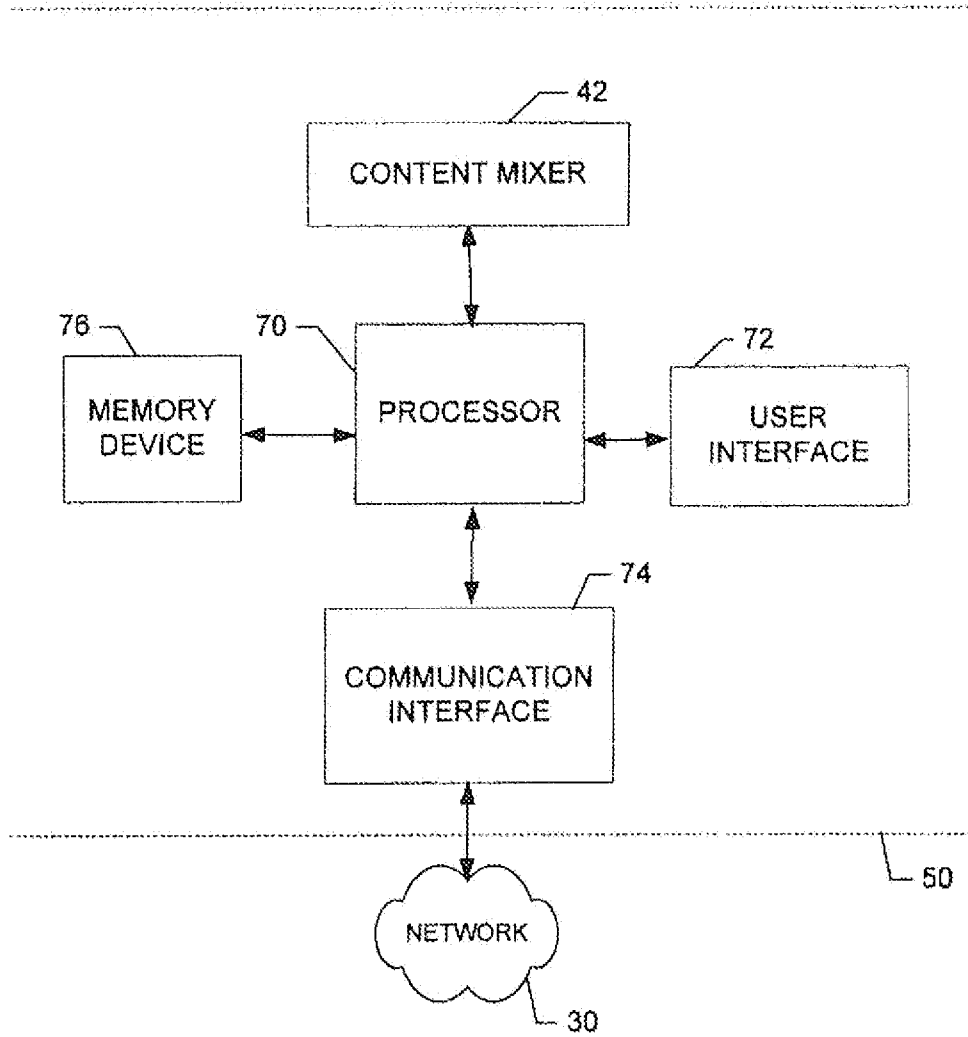 42
CONTENT MIXER
76
70
72
MEMORY
DEVICE
PROCESSOR
USER
INTERFACE
74
COMMUNICATION
INTERFACE
50
NETWORK
30